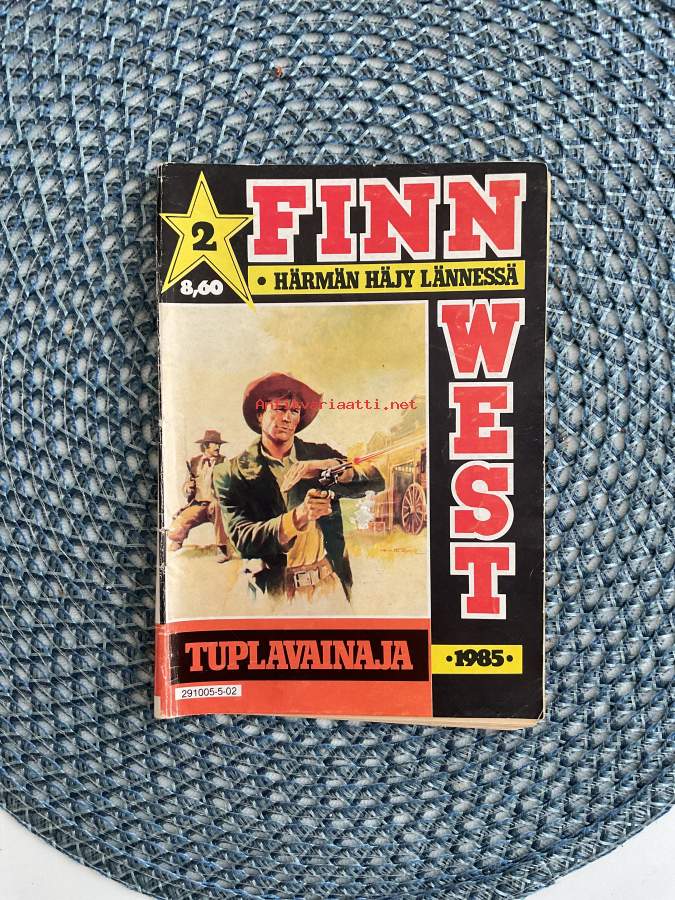 2
8,60
FINN
• HÄRMÄN HÄJY LÄNNESSÄ
WEST
Antikvariaatti.net
TUPLAVAINAJA
•1985•
291005-5-02